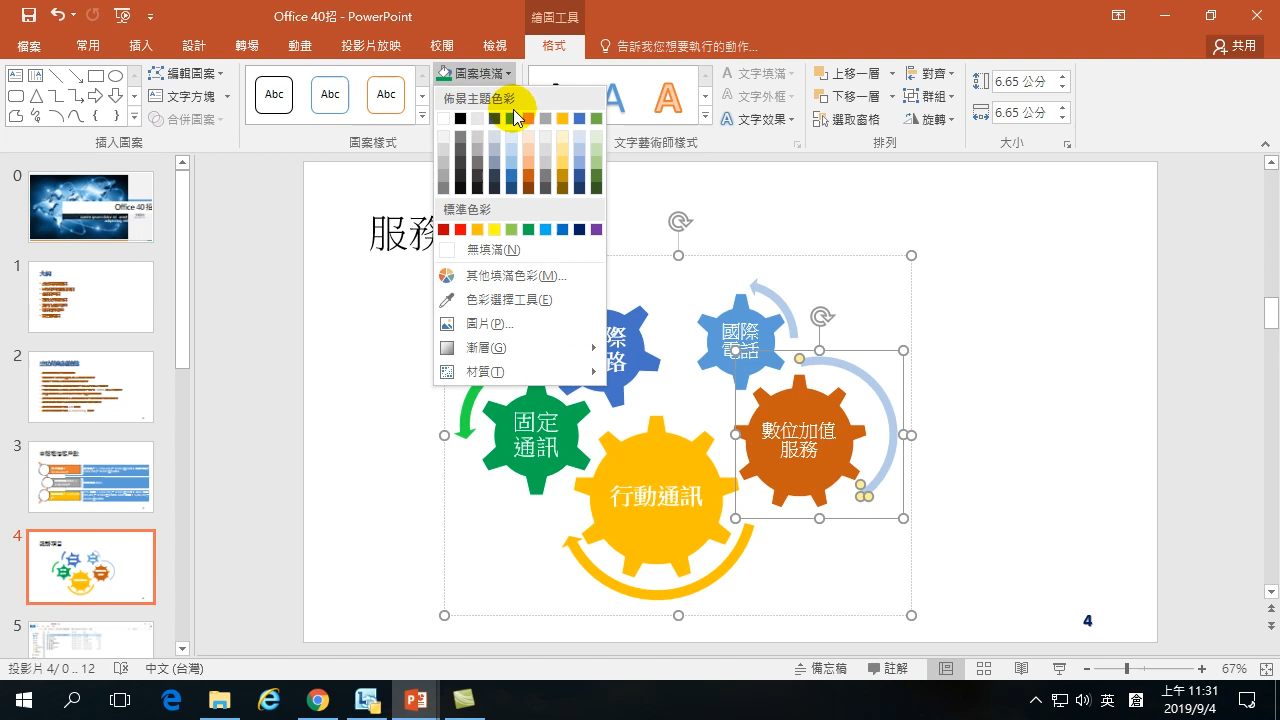 Office 40招 - PowerPoint
繪圖工具
檔案
常用
插入
設計
轉場
動畫
投影片放映
校閱
檢視
格式
告訴我您想要執行的動作...
共用
編輯圖案
文字方塊
合併圖案
插入圖案
Abc
Abc
Abc
圖案樣式
圖案填滿
文字填滿
文字外框
文字效果
文字藝術師樣式
上移一層
下移一層
選取窗格
對齊
群組
旋轉
排列
6.65 公分
6.65 公分
大小
佈景主題色彩
標準色彩
無填滿(N)
其他填滿色彩(M)...
色彩選擇工具(E)
圖片(P)...
漸層(G)
材質(T)
0
Office 40招
1
2
3
4
5
服務
際
路
國際
電話
固定
通訊
行動通訊
數位加值
服務
4
投影片 4/ 0 .. 12
中文 (台灣)
備忘稿
註解
67%
英
上午 11:31
2019/9/4